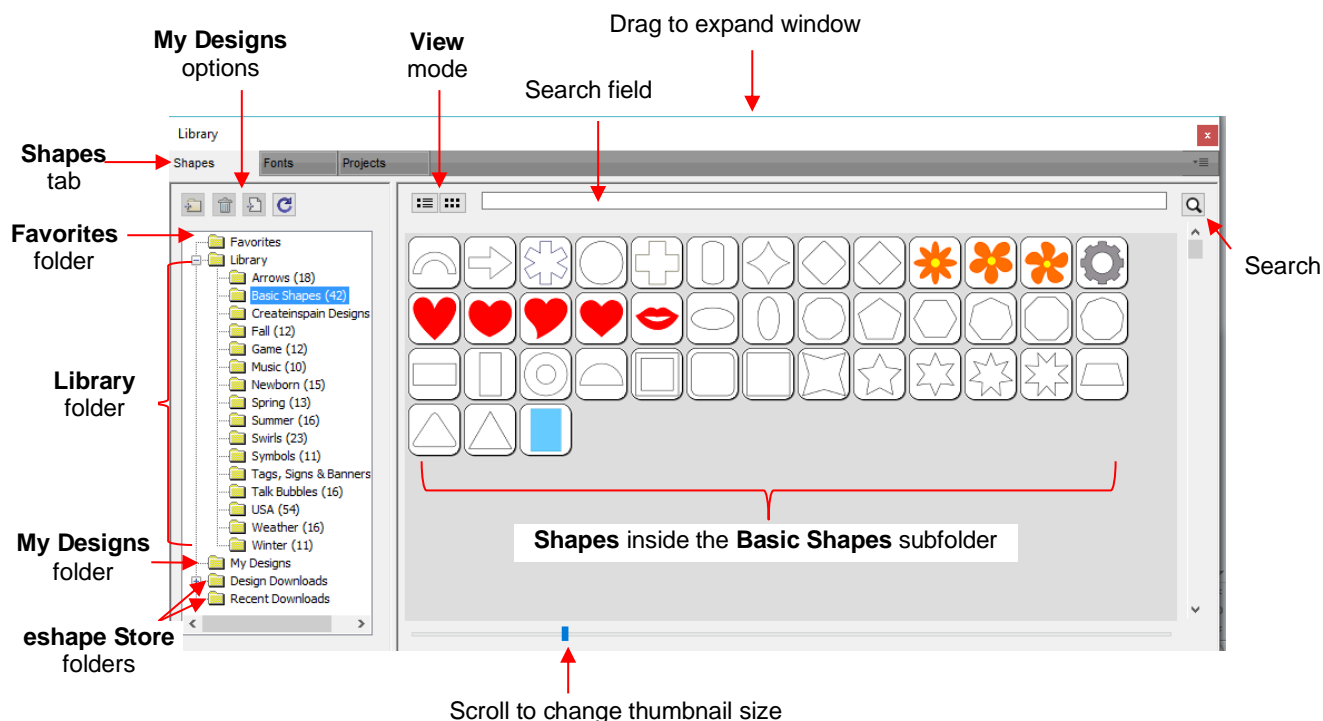 Drag to expand window
My Designs
options
View
mode
Search field
Library
x
Shapes
tab
Shapes
Fonts
Projects
Favorites
folder
Favorites
Library
Search
Arrows (18)
Basic Shapes (42)
Createinspain Designs
Fall (12)
Game (12)
Music (10)
Library
folder
Newborn (15)
Spring (13)
Summer (16)
Swirls (23)
Symbols (11)
Tags, Signs & Banners
Talk Bubbles (16)
USA (54)
Weather (16)
Winter (11)
Shapes inside the Basic Shapes subfolder
My Designs
folder
My Designs
Design Downloads
Recent Downloads
eshape Store
folders
Scroll to change thumbnail size